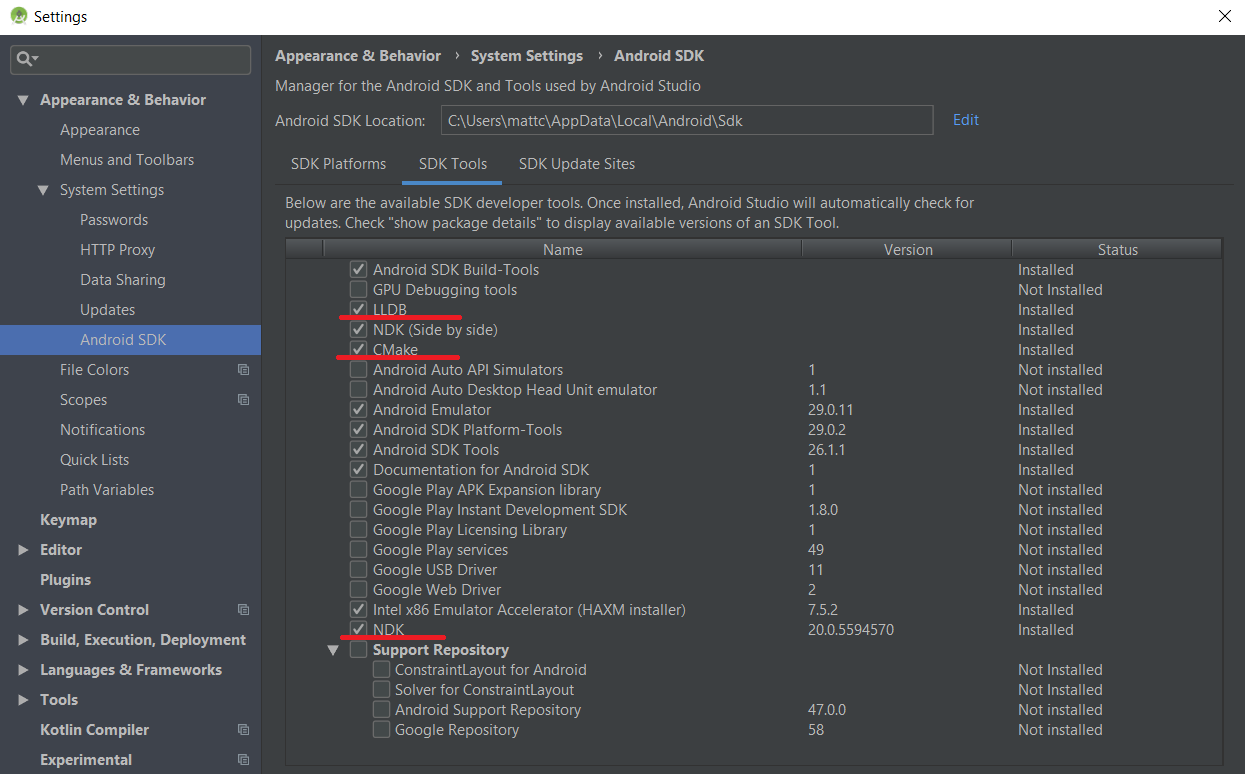 Settings
Appearance & Behavior
Appearance
Menus and Toolbars
System Settings
Passwords
HTTP Proxy
Data Sharing
Updates
Android SDK
File Colors
Scopes
Notifications
Quick Lists
Path Variables
Keymap
Editor
Plugins
Version Control
Build, Execution, Deployment
Languages & Frameworks
Tools
Kotlin Compiler
Experimental
Appearance & Behavior › System Settings › Android SDK
Manager for the Android SDK and Tools used by Android Studio
Android SDK Location: C:\Users\mattc\AppData\Local\Android\Sdk Edit
SDK Platforms SDK Tools SDK Update Sites
Below are the available SDK developer tools. Once installed, Android Studio will automatically check for
updates. Check "show package details" to display available versions of an SDK Tool.
Name Version Status
Android SDK Build-Tools Installed
GPU Debugging tools Not Installed
LLDB Installed
NDK (Side by side) Installed
CMake Installed
Android Auto API Simulators 1 Not installed
Android Auto Desktop Head Unit emulator 1.1 Not installed
Android Emulator 29.0.11 Installed
Android SDK Platform-Tools 29.0.2 Installed
Android SDK Tools 26.1.1 Installed
Documentation for Android SDK 1 Installed
Google Play APK Expansion library 1 Not installed
Google Play Instant Development SDK 1.8.0 Not installed
Google Play Licensing Library 1 Not installed
Google Play services 49 Not installed
Google USB Driver 11 Not installed
Google Web Driver 2 Not installed
Intel x86 Emulator Accelerator (HAXM installer) 7.5.2 Installed
NDK 20.0.5594570 Installed
Support Repository
ConstraintLayout for Android Not Installed
Solver for ConstraintLayout Not Installed
Android Support Repository 47.0.0 Not installed
Google Repository 58 Not installed